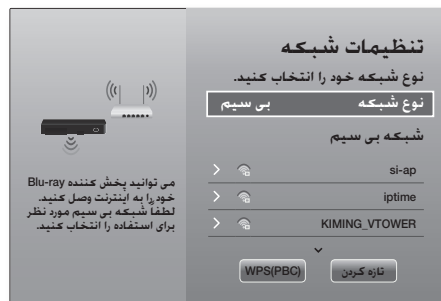 تنظیمات شبکه
نوع شبکه خود را انتخاب کنید.
نوع شبکه بی سیم
شبکه بی سیم
si-ap
iptime
KIMING_VTOWER
تازه کردن WPS(PBC)
می توانید پخش کننده Blu-ray
خود را به اینترنت وصل کنید.
لطفاً شبکه بی سیم مورد نظر
برای استفاده را انتخاب کنید.